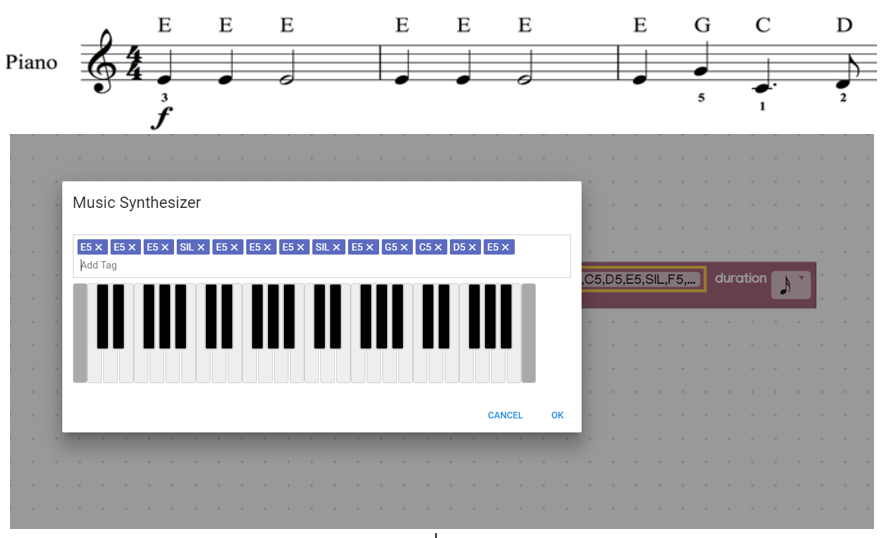 E E E E E E E G C D
Piano
4
4
3 5 1 2
f
Music Synthesizer
E5 × E5 × E5 × SIL × E5 × E5 × E5 × SIL × E5 × G5 × C5 × D5 × E5 ×
Add Tag
,C5,D5,E5,SIL,F5,... duration
CANCEL OK